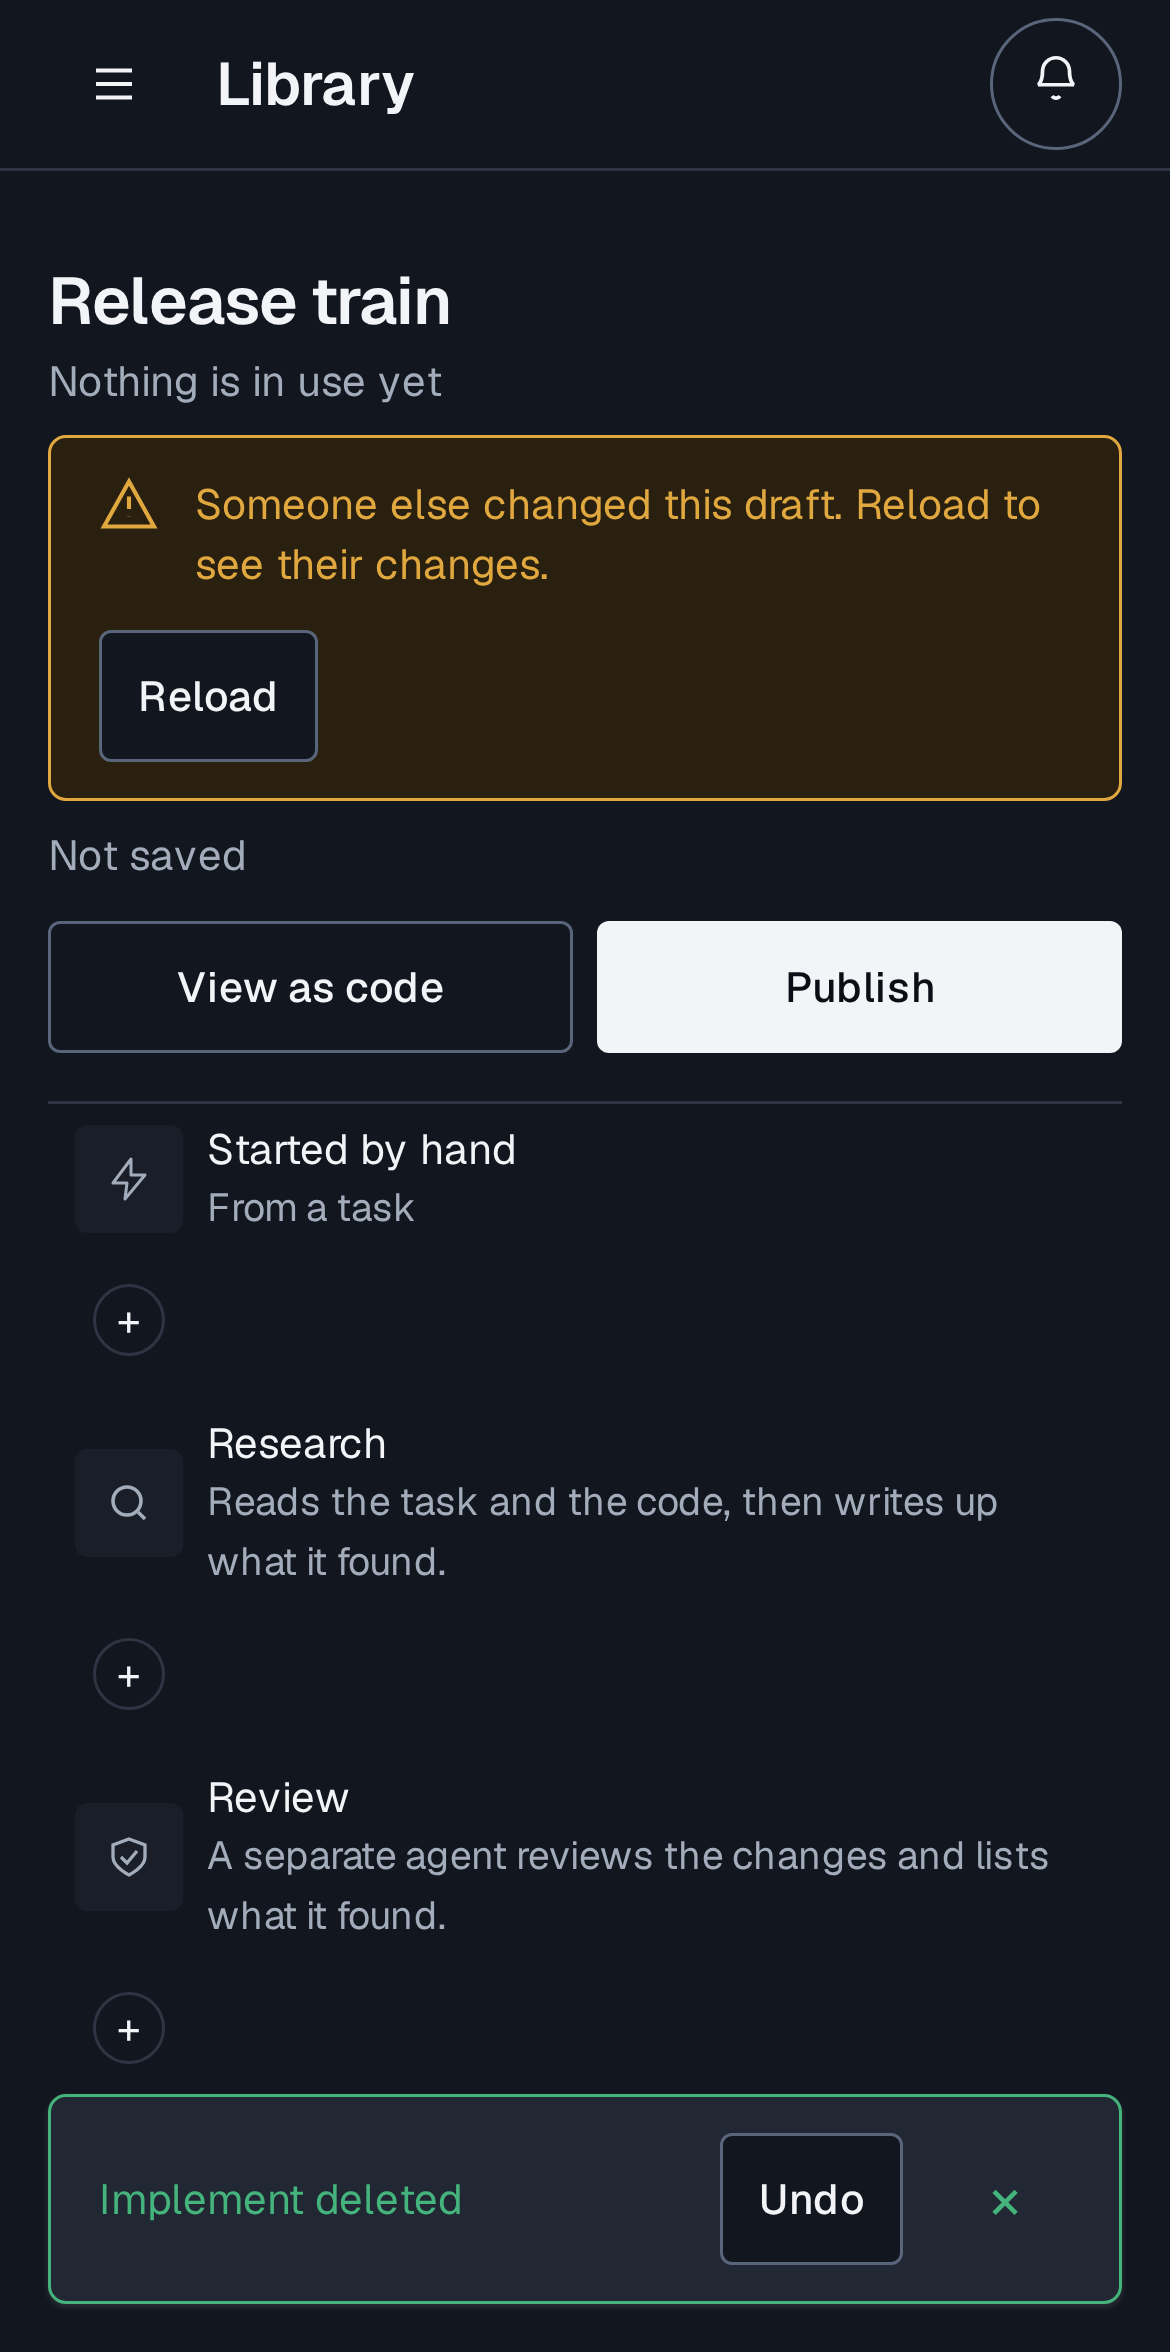 Library
Release train
Nothing is in use yet
Someone else changed this draft. Reload to
see their changes.
Reload
Not saved
View as code
Publish
Started by hand
From a task
+
Research
Reads the task and the code, then writes up
what it found.
+
Review
A separate agent reviews the changes and lists
what it found.
+
Implement deleted
Undo